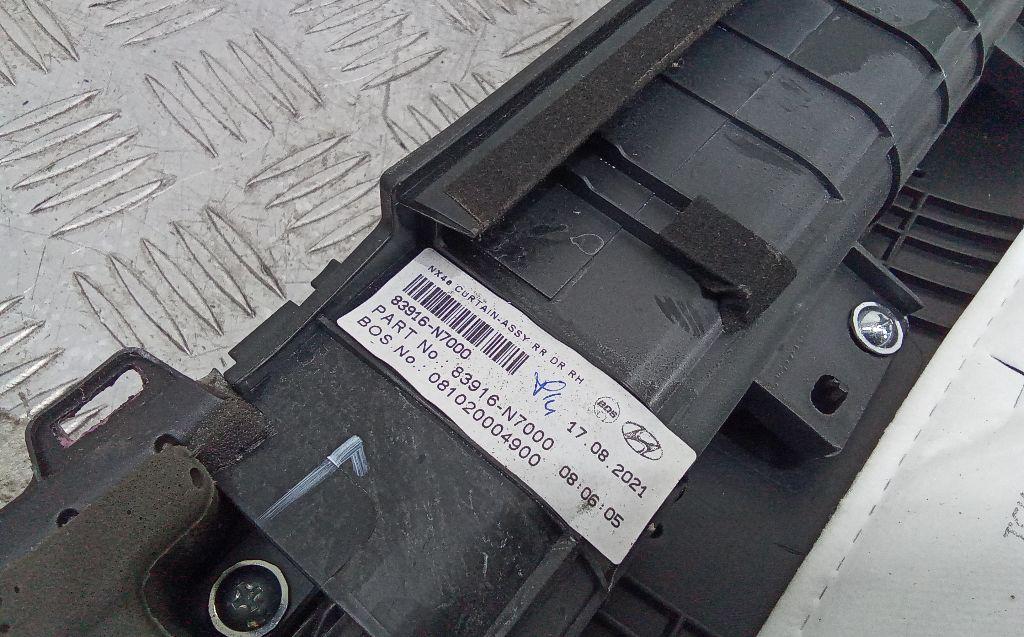 NX4e CURTAIN-ASSY RR DR RH
83916-N7000
PART No.: 83916-N7000 17.08.2021
BOS No.: 081020004900 08:06:05
BOS